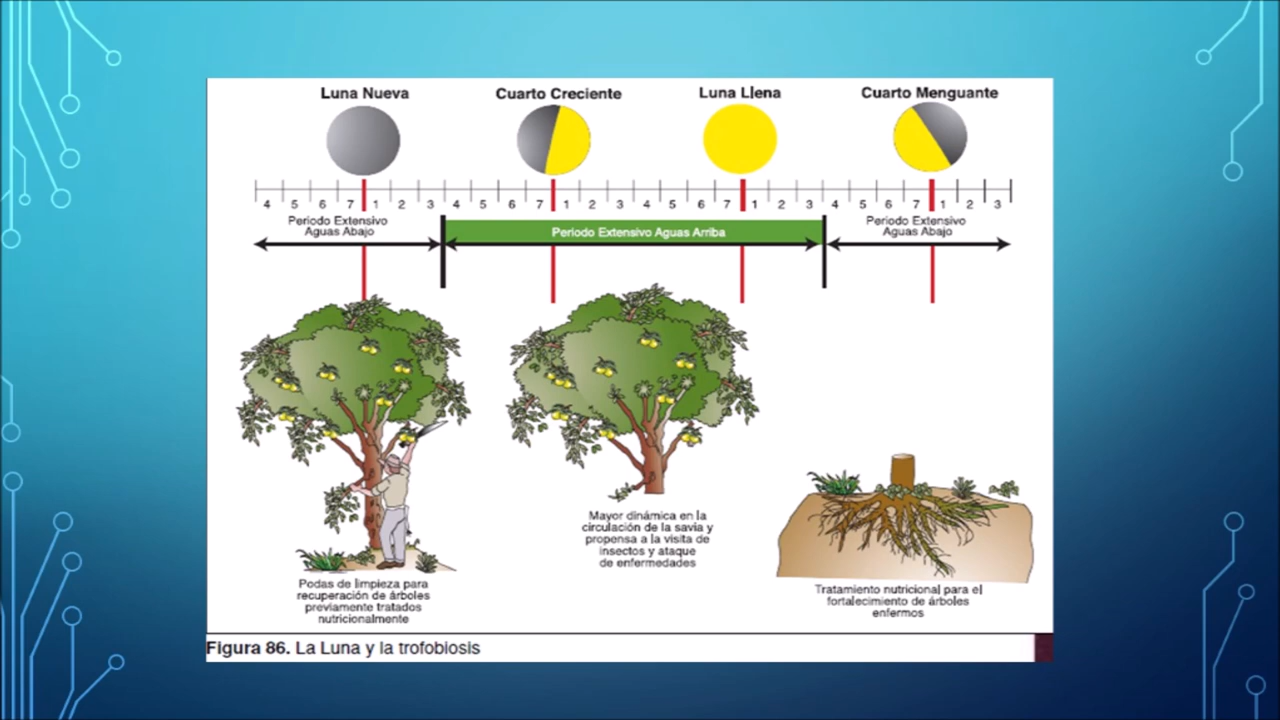 Luna Nueva Cuarto Creciente Luna Llena Cuarto Menguante
4 5 6 7 1 2 3 4 5 6 7 1 2 3 4 5 6 7 1 2 3 4 5 6 7 1 2 3
Periodo Extensivo
Aguas Abajo
Periodo Extensivo Aguas Arriba
Periodo Extensivo
Aguas Abajo
Podas de limpieza para
recuperación de árboles
previamente tratados
nutricionalmente
Mayor dinámica en la
circulación de la savia y
propensa a la visita de
insectos y ataque
de enfermedades
Tratamiento nutricional para el
fortalecimiento de árboles
enfermos
Figura 86. La Luna y la trofobiosis